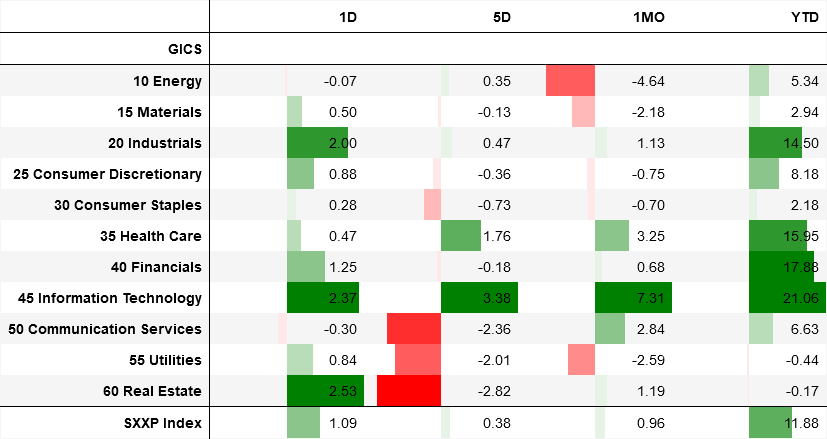 1D 5D 1MO YTD
GICS
10 Energy -0.07 0.35 -4.64 5.34
15 Materials 0.50 -0.13 -2.18 2.94
20 Industrials 2.00 0.47 1.13 14.50
25 Consumer Discretionary 0.88 -0.36 -0.75 8.18
30 Consumer Staples 0.28 -0.73 -0.70 2.18
35 Health Care 0.47 1.76 3.25 15.95
40 Financials 1.25 -0.18 0.68 17.88
45 Information Technology 2.37 3.38 7.31 21.06
50 Communication Services -0.30 -2.36 2.84 6.63
55 Utilities 0.84 -2.01 -2.59 -0.44
60 Real Estate 2.53 -2.82 1.19 -0.17
SXXP Index 1.09 0.38 0.96 11.88